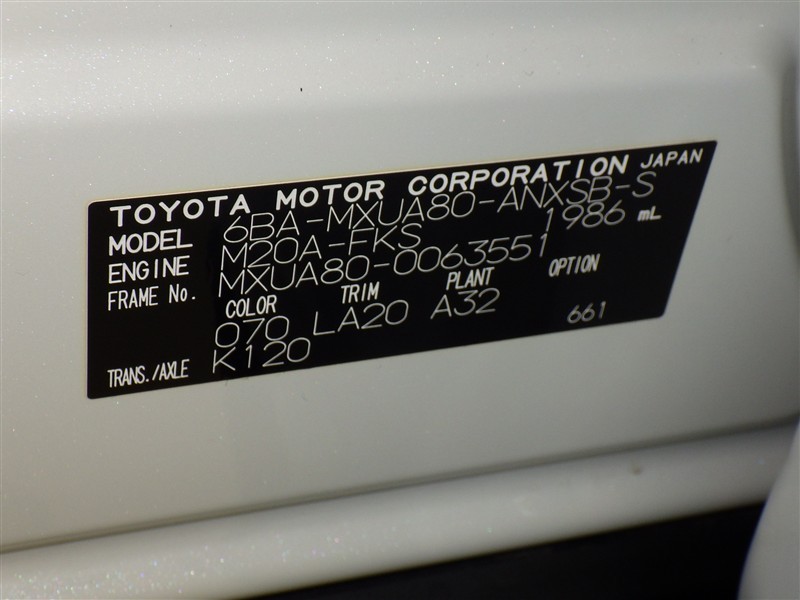 TOYOTA MOTOR CORPORATION JAPAN
MODEL 6BA-MXUA80-ANXSB-S
ENGINE M20A-FKS 1986 mL
FRAME No. MXUA80-0063551
COLOR TRIM PLANT OPTION
070 LA20 A32 661
TRANS./AXLE K120